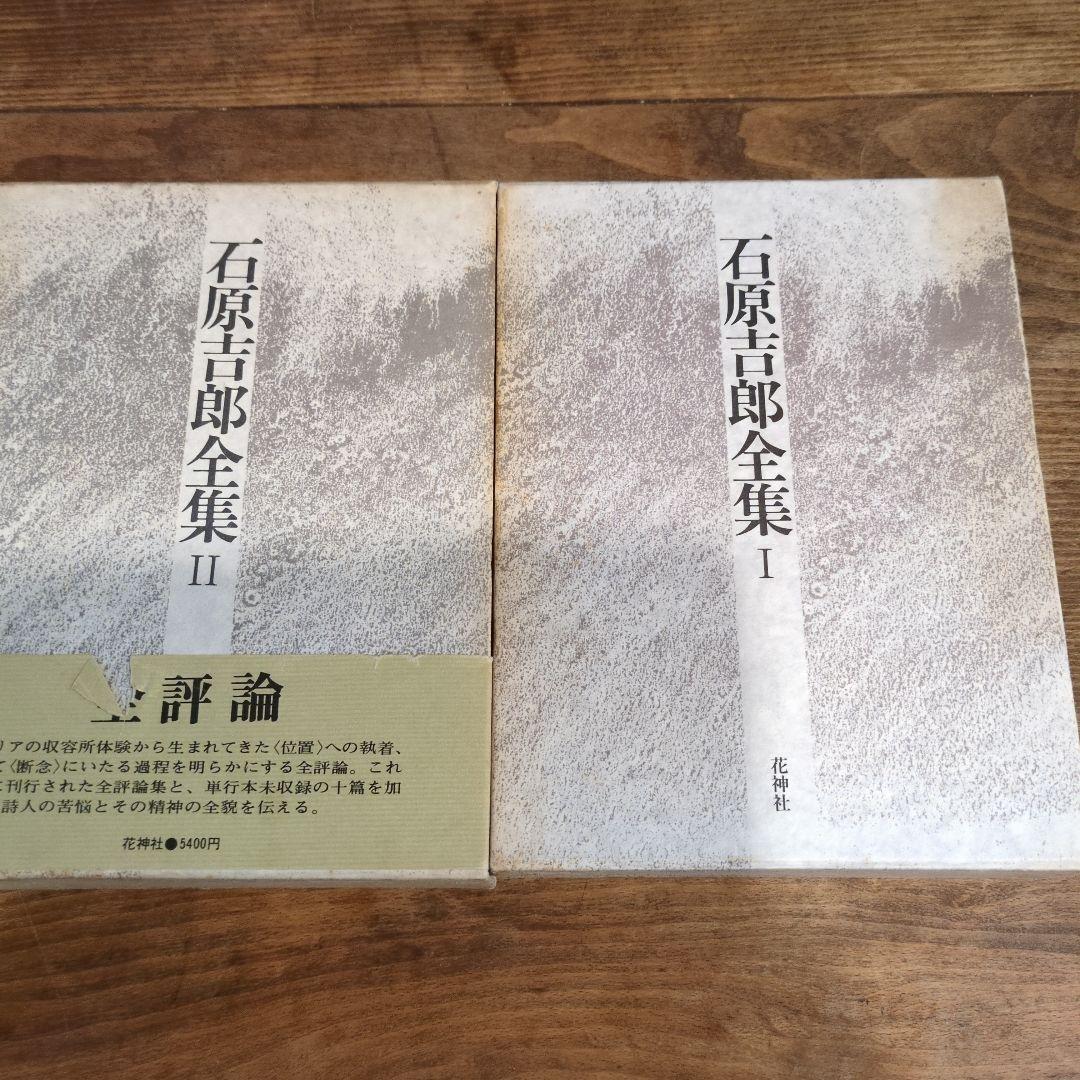 石原吉郎全集
II
全評論
リアの収容所体験から生まれてきた〈位置〉への執着、
て〈断念〉にいたる過程を明らかにする全評論。これ
に刊行された全評論集と、単行本未収録の十篇を加
詩人の苦悩とその精神の全貌を伝える。
花神社●5400円
石原吉郎全集
I
花神社